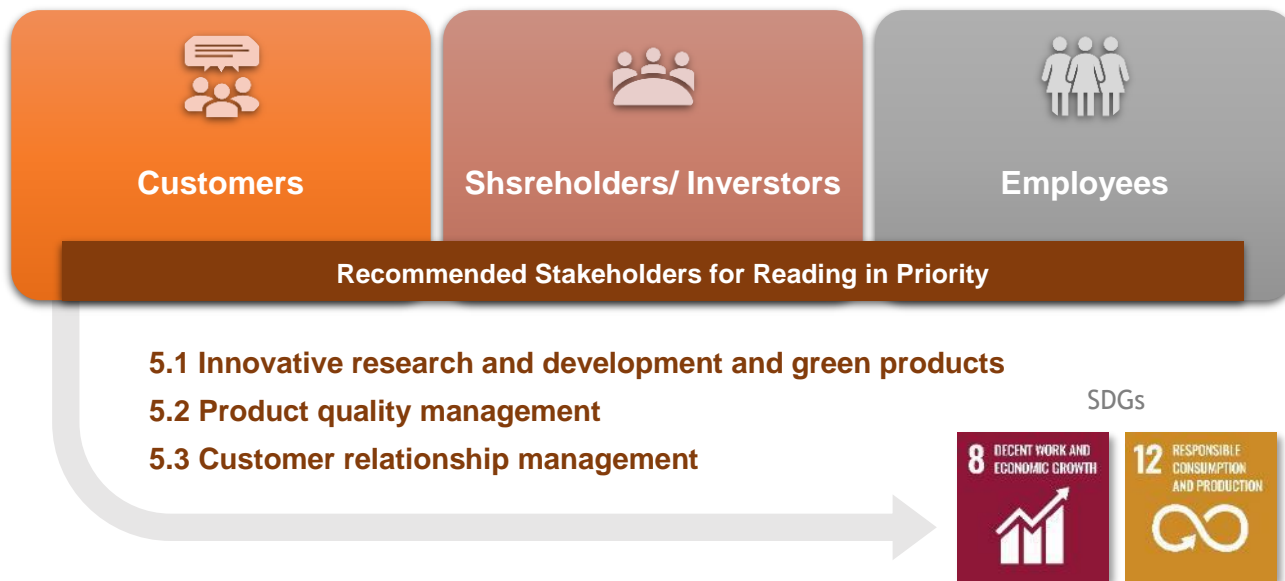 Customers
Shsreholders/ Inverstors
Employees
Recommended Stakeholders for Reading in Priority
5.1 Innovative research and development and green products
5.2 Product quality management
5.3 Customer relationship management
SDGs
8 DECENT WORK AND
ECONOMIC GROWTH
12 RESPONSIBLE
CONSUMPTION
AND PRODUCTION